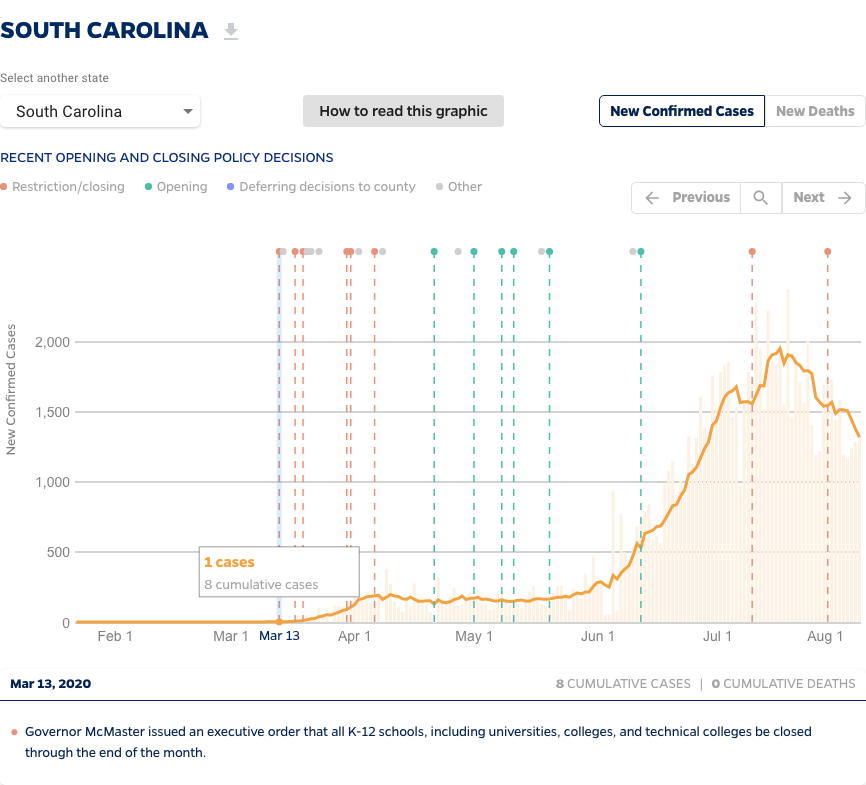 SOUTH CAROLINA
Select another state
South Carolina
How to read this graphic
New Confirmed Cases
New Deaths
RECENT OPENING AND CLOSING POLICY DECISIONS
Restriction/closing
Opening
Deferring decisions to county
Other
Previous
Next
New Confirmed Cases
2,000
1,500
1,000
500
0
1 cases
8 cumulative cases
Feb 1
Mar 1
Mar 13
Apr 1
May 1
Jun 1
Jul 1
Aug 1
Mar 13, 2020
8 CUMULATIVE CASES | 0 CUMULATIVE DEATHS
Governor McMaster issued an executive order that all K-12 schools, including universities, colleges, and technical colleges be closed
through the end of the month.